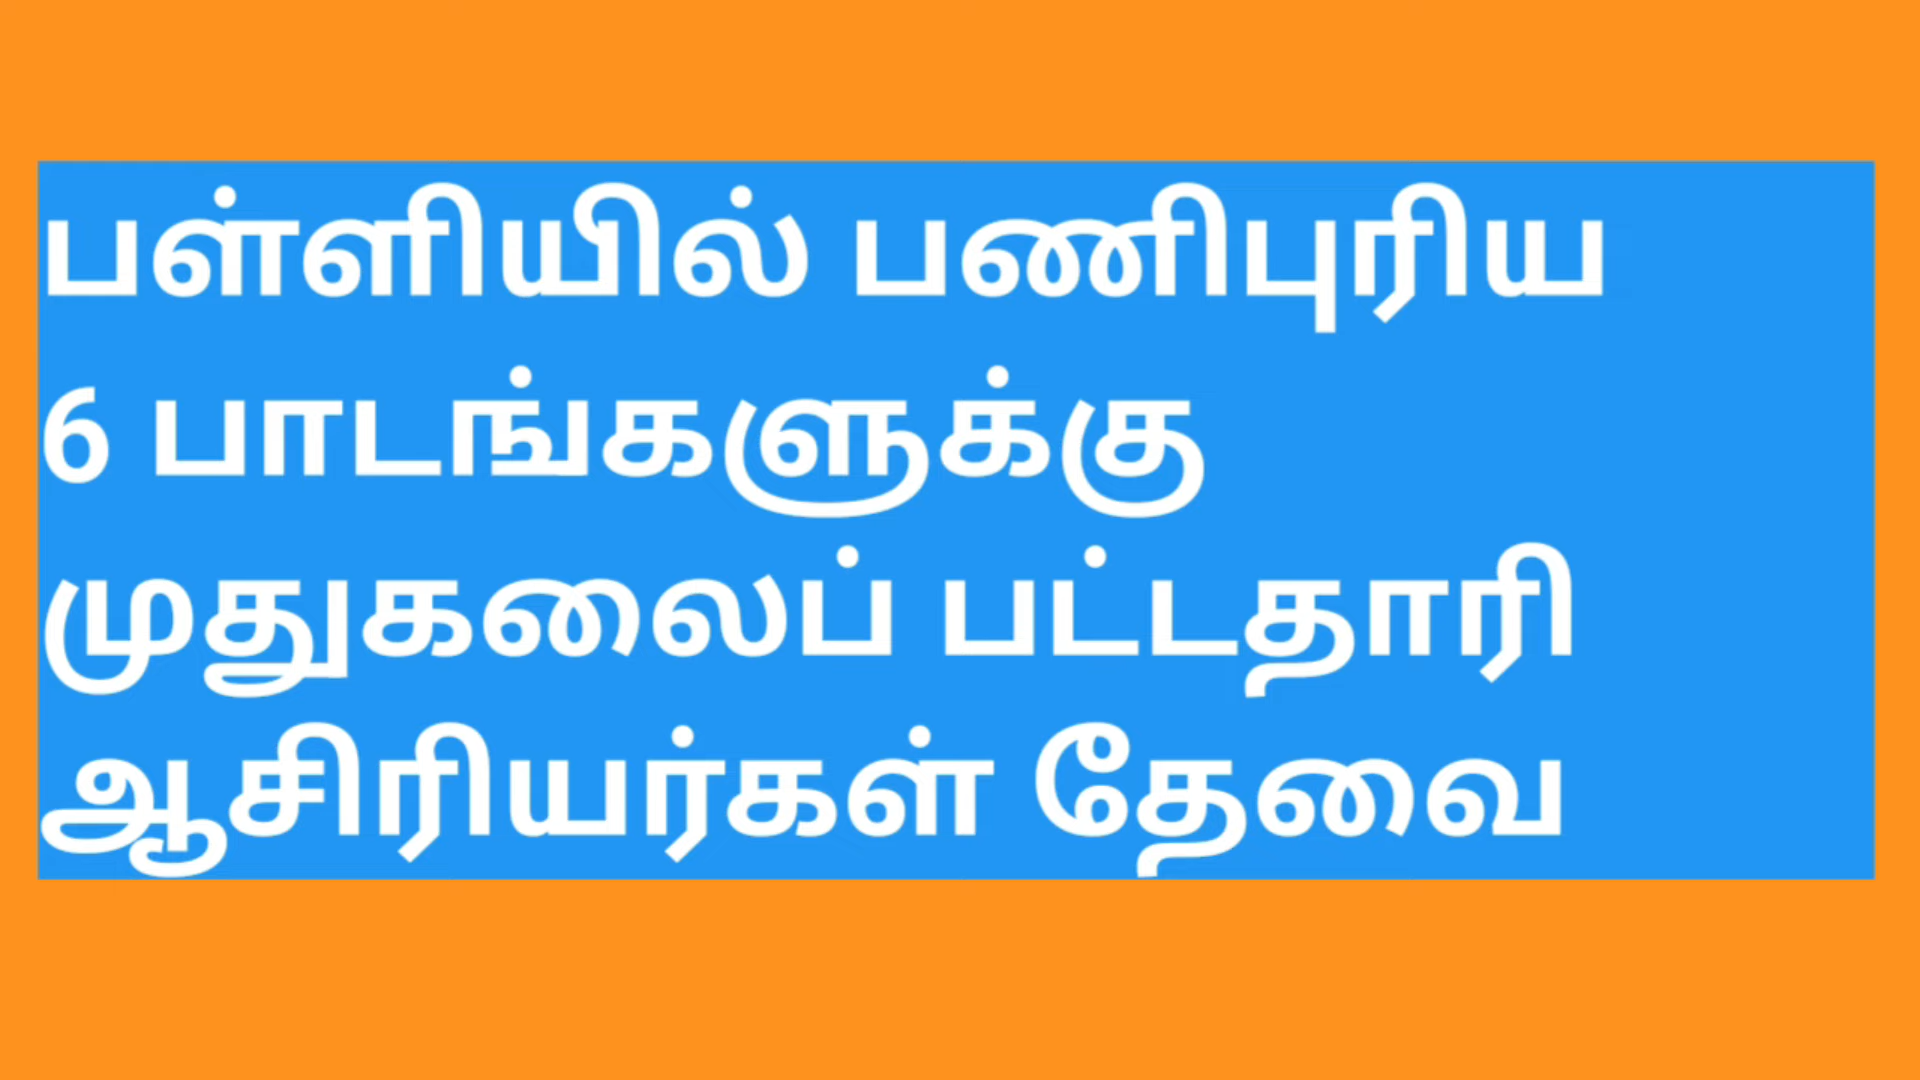 பள்ளியில் பணிபுரிய
6 பாடங்களுக்கு
முதுகலைப் பட்டதாரி
ஆசிரியர்கள் தேவை